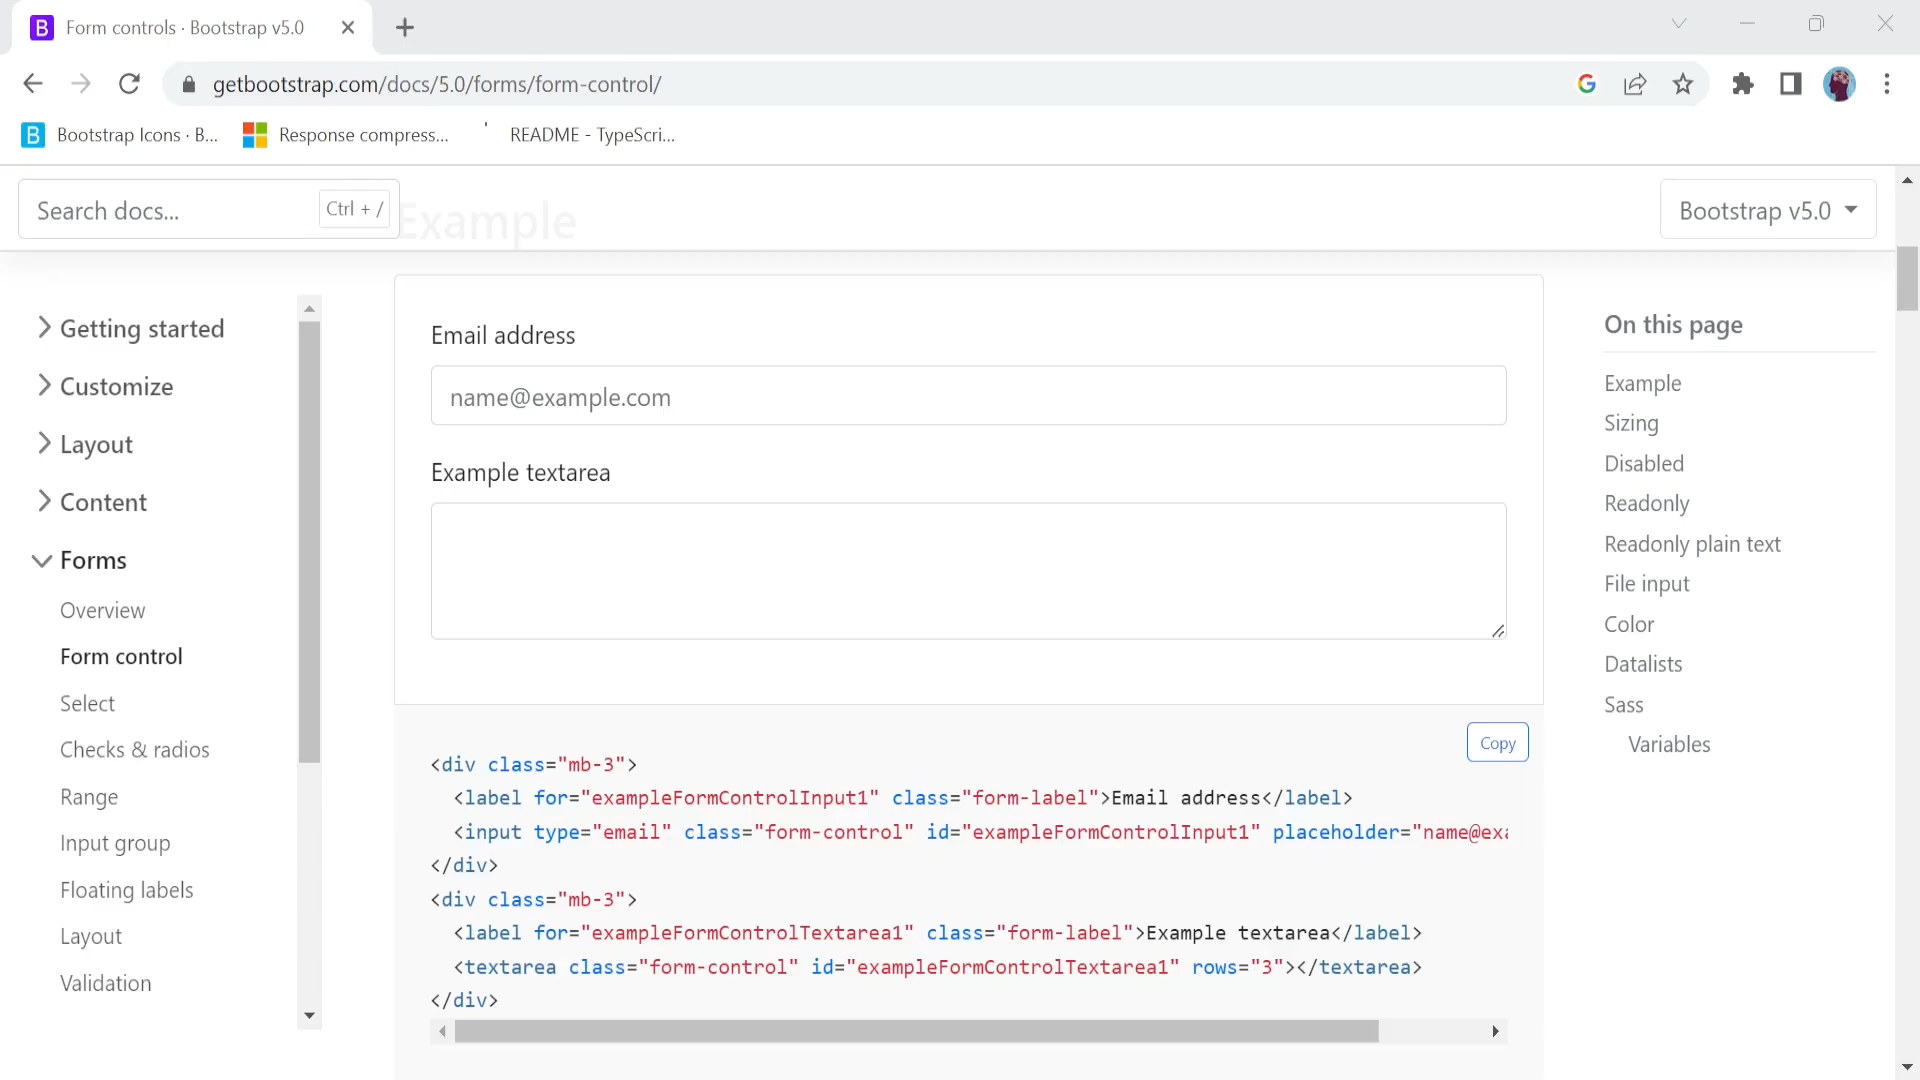 Form controls · Bootstrap v5.0
getbootstrap.com/docs/5.0/forms/form-control/
Bootstrap Icons · B...
Response compress...
README - TypeScri...
Search docs...
Ctrl + /
Example
Bootstrap v5.0
Getting started
Customize
Layout
Content
Forms
Overview
Form control
Select
Checks & radios
Range
Input group
Floating labels
Layout
Validation
Email address
name@example.com
Example textarea
Copy
<div class="mb-3">
<label for="exampleFormControlInput1" class="form-label">Email address</label>
<input type="email" class="form-control" id="exampleFormControlInput1" placeholder="name@exa
</div>
<div class="mb-3">
<label for="exampleFormControlTextarea1" class="form-label">Example textarea</label>
<textarea class="form-control" id="exampleFormControlTextarea1" rows="3"></textarea>
</div>
On this page
Example
Sizing
Disabled
Readonly
Readonly plain text
File input
Color
Datalists
Sass
Variables